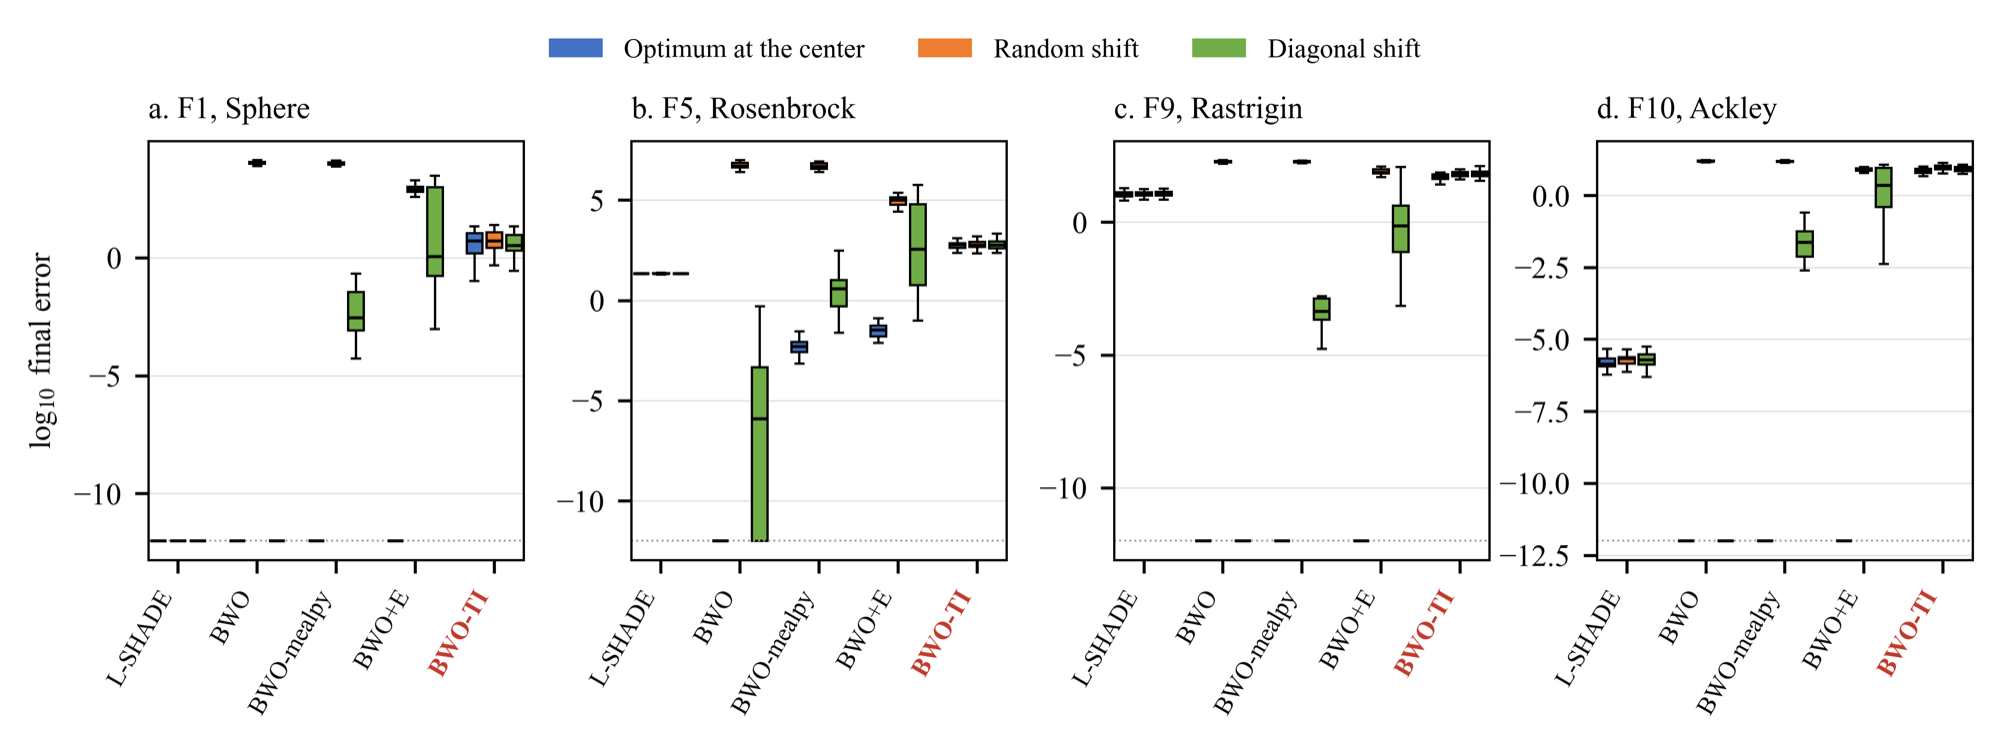 Optimum at the center
Random shift
Diagonal shift
a. F1, Sphere
b. F5, Rosenbrock
c. F9, Rastrigin
d. F10, Ackley
log₁₀ final error
0
−5
−10
5
0
−5
−10
0
−5
−10
0.0
−2.5
−5.0
−7.5
−10.0
−12.5
L-SHADE
BWO
BWO-mealpy
BWO+E
BWO-TI
L-SHADE
BWO
BWO-mealpy
BWO+E
BWO-TI
L-SHADE
BWO
BWO-mealpy
BWO+E
BWO-TI
L-SHADE
BWO
BWO-mealpy
BWO+E
BWO-TI